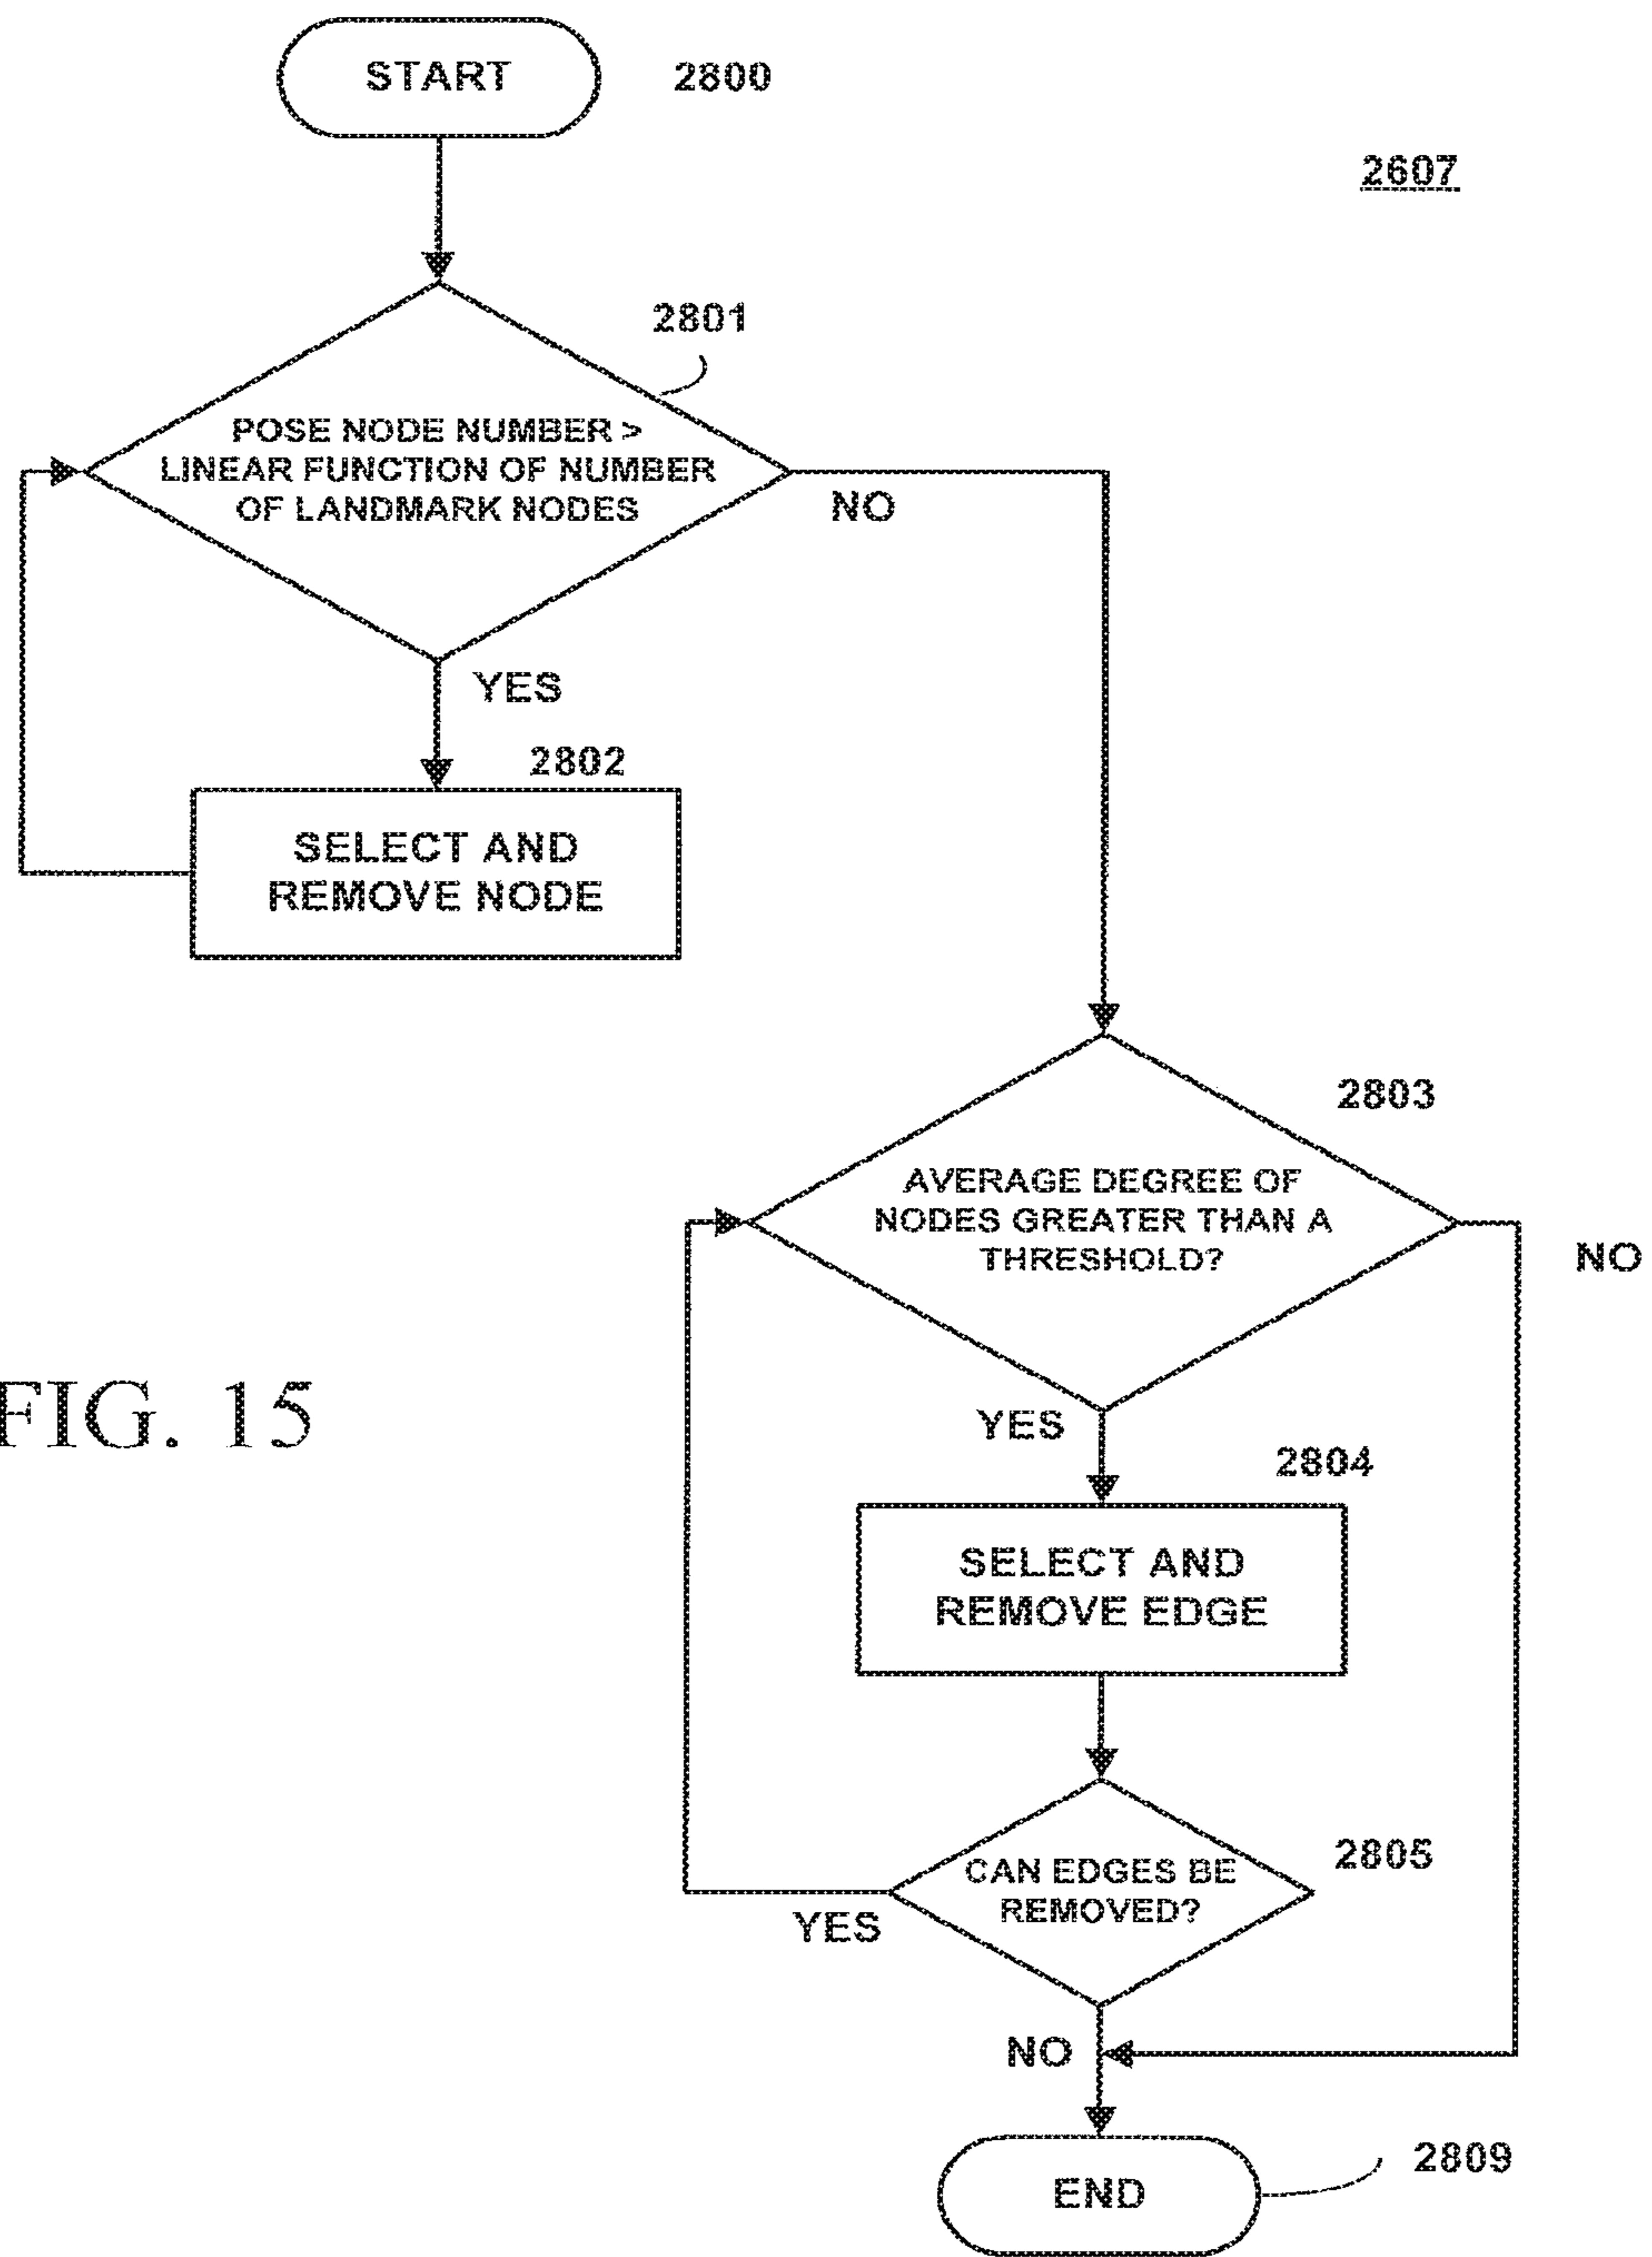 START 2800
2607
2801
POSE NODE NUMBER >
LINEAR FUNCTION OF NUMBER
OF LANDMARK NODES
NO
YES
2802
SELECT AND
REMOVE NODE
2803
AVERAGE DEGREE OF
NODES GREATER THAN A
THRESHOLD?
NO
FIG. 15
YES
2804
SELECT AND
REMOVE EDGE
2805
CAN EDGES BE
REMOVED?
YES
NO
2809
END